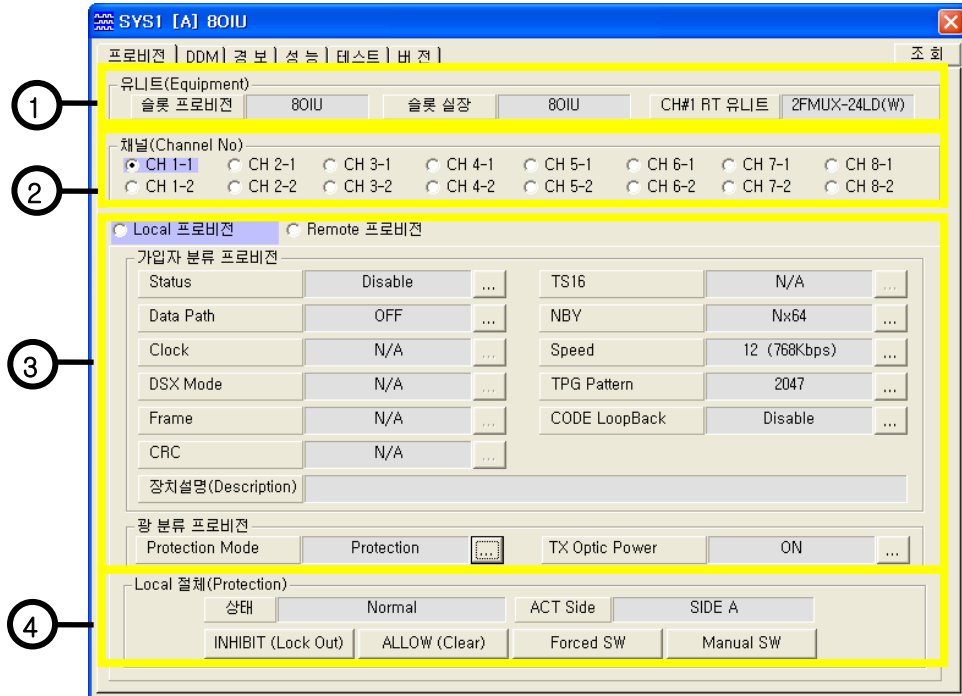 SYS1 [A] 8OIU
프로비전 DDM 경 보 성 능 테스트 버 전 조 회
유니트(Equipment)
1
슬롯 프로비전 8OIU 슬롯 실장 8OIU CH#1 RT 유니트 2FMUX-24LD(W)
채널(Channel No)
CH 1-1 CH 2-1 CH 3-1 CH 4-1 CH 5-1 CH 6-1 CH 7-1 CH 8-1
2
CH 1-2 CH 2-2 CH 3-2 CH 4-2 CH 5-2 CH 6-2 CH 7-2 CH 8-2
Local 프로비전 Remote 프로비전
가입자 분류 프로비전
Status Disable ... TS16 N/A ...
Data Path OFF ... NBY Nx64 ...
3
Clock N/A ... Speed 12 (768Kbps) ...
DSX Mode N/A ... TPG Pattern 2047 ...
Frame N/A ... CODE LoopBack Disable ...
CRC N/A ...
장치설명(Description)
광 분류 프로비전
Protection Mode Protection ... TX Optic Power ON ...
Local 절체(Protection)
4
상태 Normal ACT Side SIDE A
INHIBIT (Lock Out) ALLOW (Clear) Forced SW Manual SW